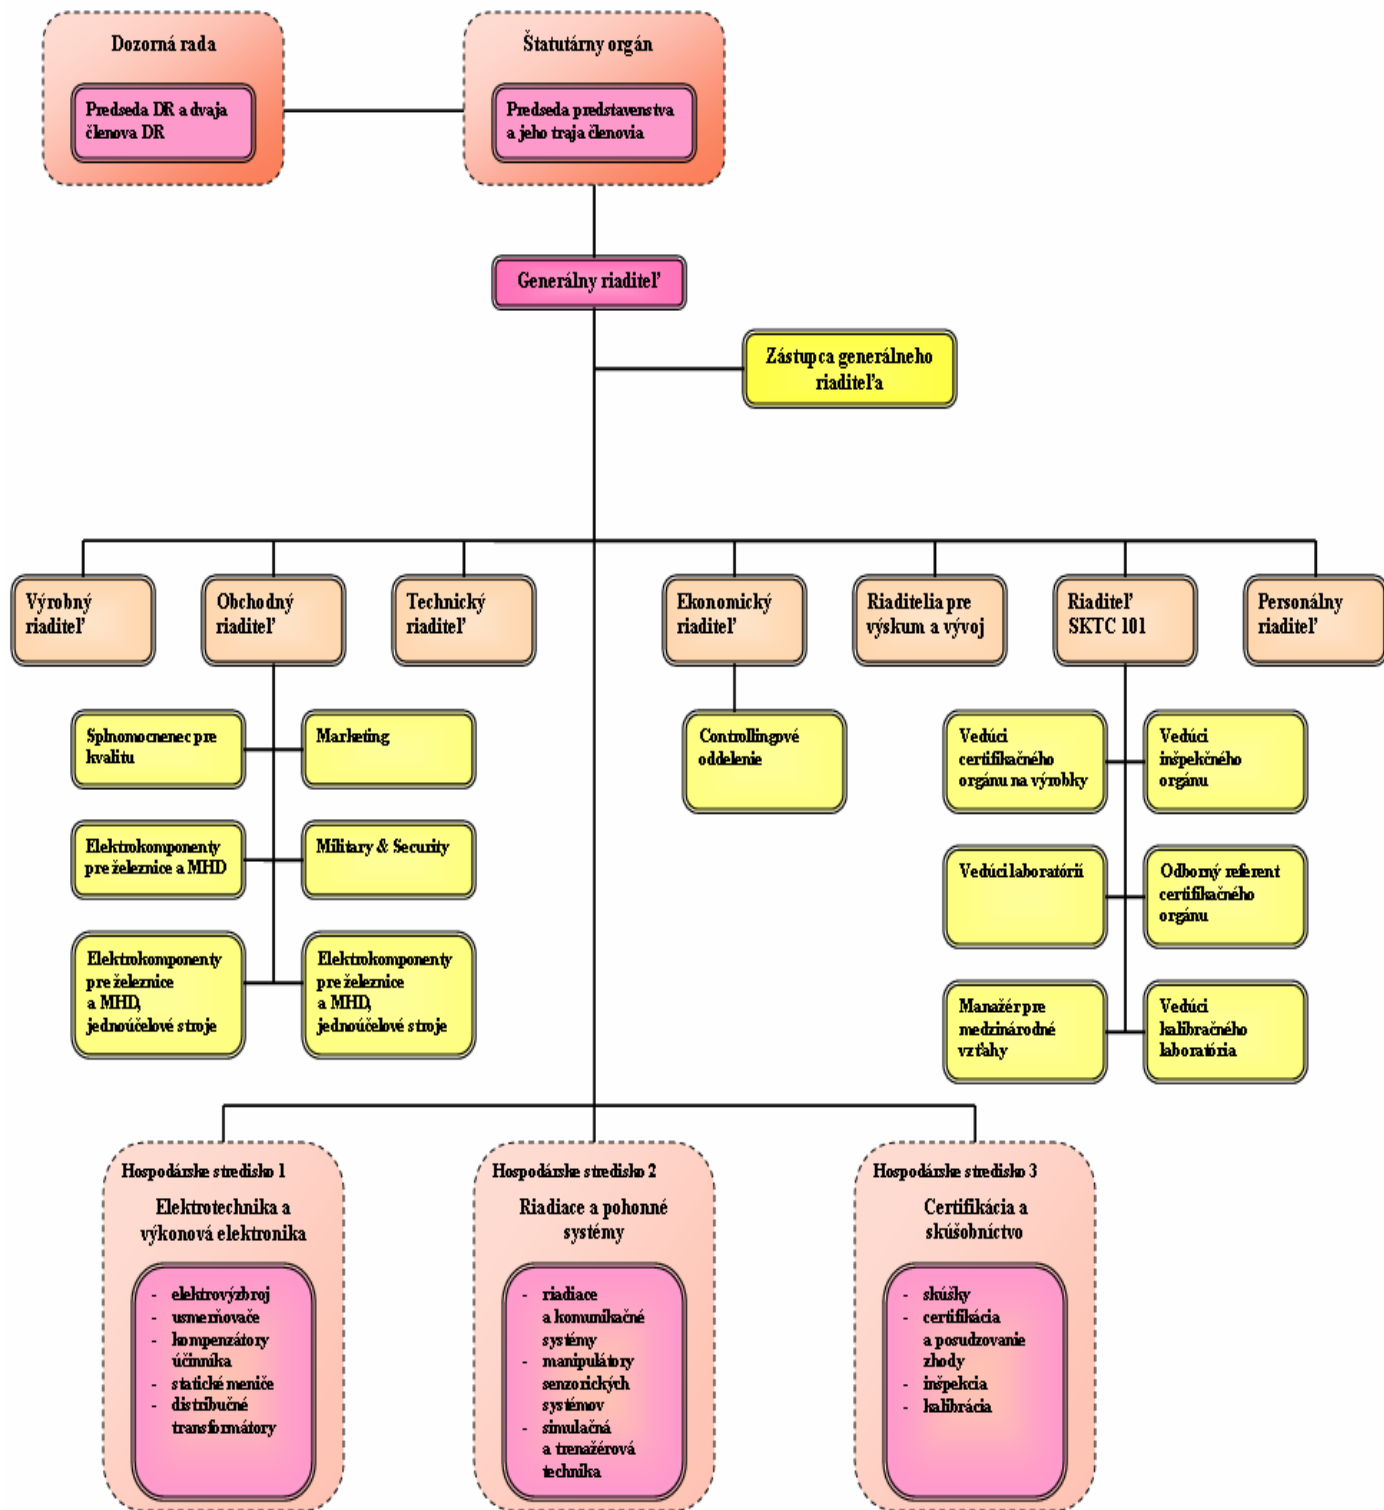 Dozorná rada
Predseda DR a dvaja
členova DR
Štatutárny orgán
Predseda predstavenstva
a jeho traja členovia
Generálny riaditeľ
Zástupca generálneho
riaditeľa
Výrobný
riaditeľ
Obchodný
riaditeľ
Technický
riaditeľ
Ekonomický
riaditeľ
Riaditelia pre
výskum a vývoj
Riaditeľ
SKTC 101
Personálny
riaditeľ
Splnomocnenec pre
kvalitu
Marketing
Elektrokomponenty
pre železnice a MHD
Military & Security
Elektrokomponenty
pre železnice
a MHD,
jednoúčelové stroje
Elektrokomponenty
pre železnice
a MHD,
jednoúčelové stroje
Controllingové
oddelenie
Vedúci
certifikačného
orgánu na výrobky
Vedúci
inšpekčného
orgánu
Vedúci laboratórií
Odborný referent
certifikačného
orgánu
Manažér pre
medzinárodné
vzťahy
Vedúci
kalibračného
laboratória
Hospodárske stredisko 1
Elektrotechnika a
výkonová elektronika
- elektrovýzbroj
- usmerňovače
- kompenzátory
účinníka
- statické meniče
- distribučné
transformátory
Hospodárske stredisko 2
Riadiace a pohonné
systémy
- riadiace
a komunikačné
systémy
- manipulátory
senzorických
systémov
- simulačná
a trenažérová
technika
Hospodárske stredisko 3
Certifikácia a
skúšobníctvo
- skúšky
- certifikácia
a posudzovanie
zhody
- inšpekcia
- kalibrácia